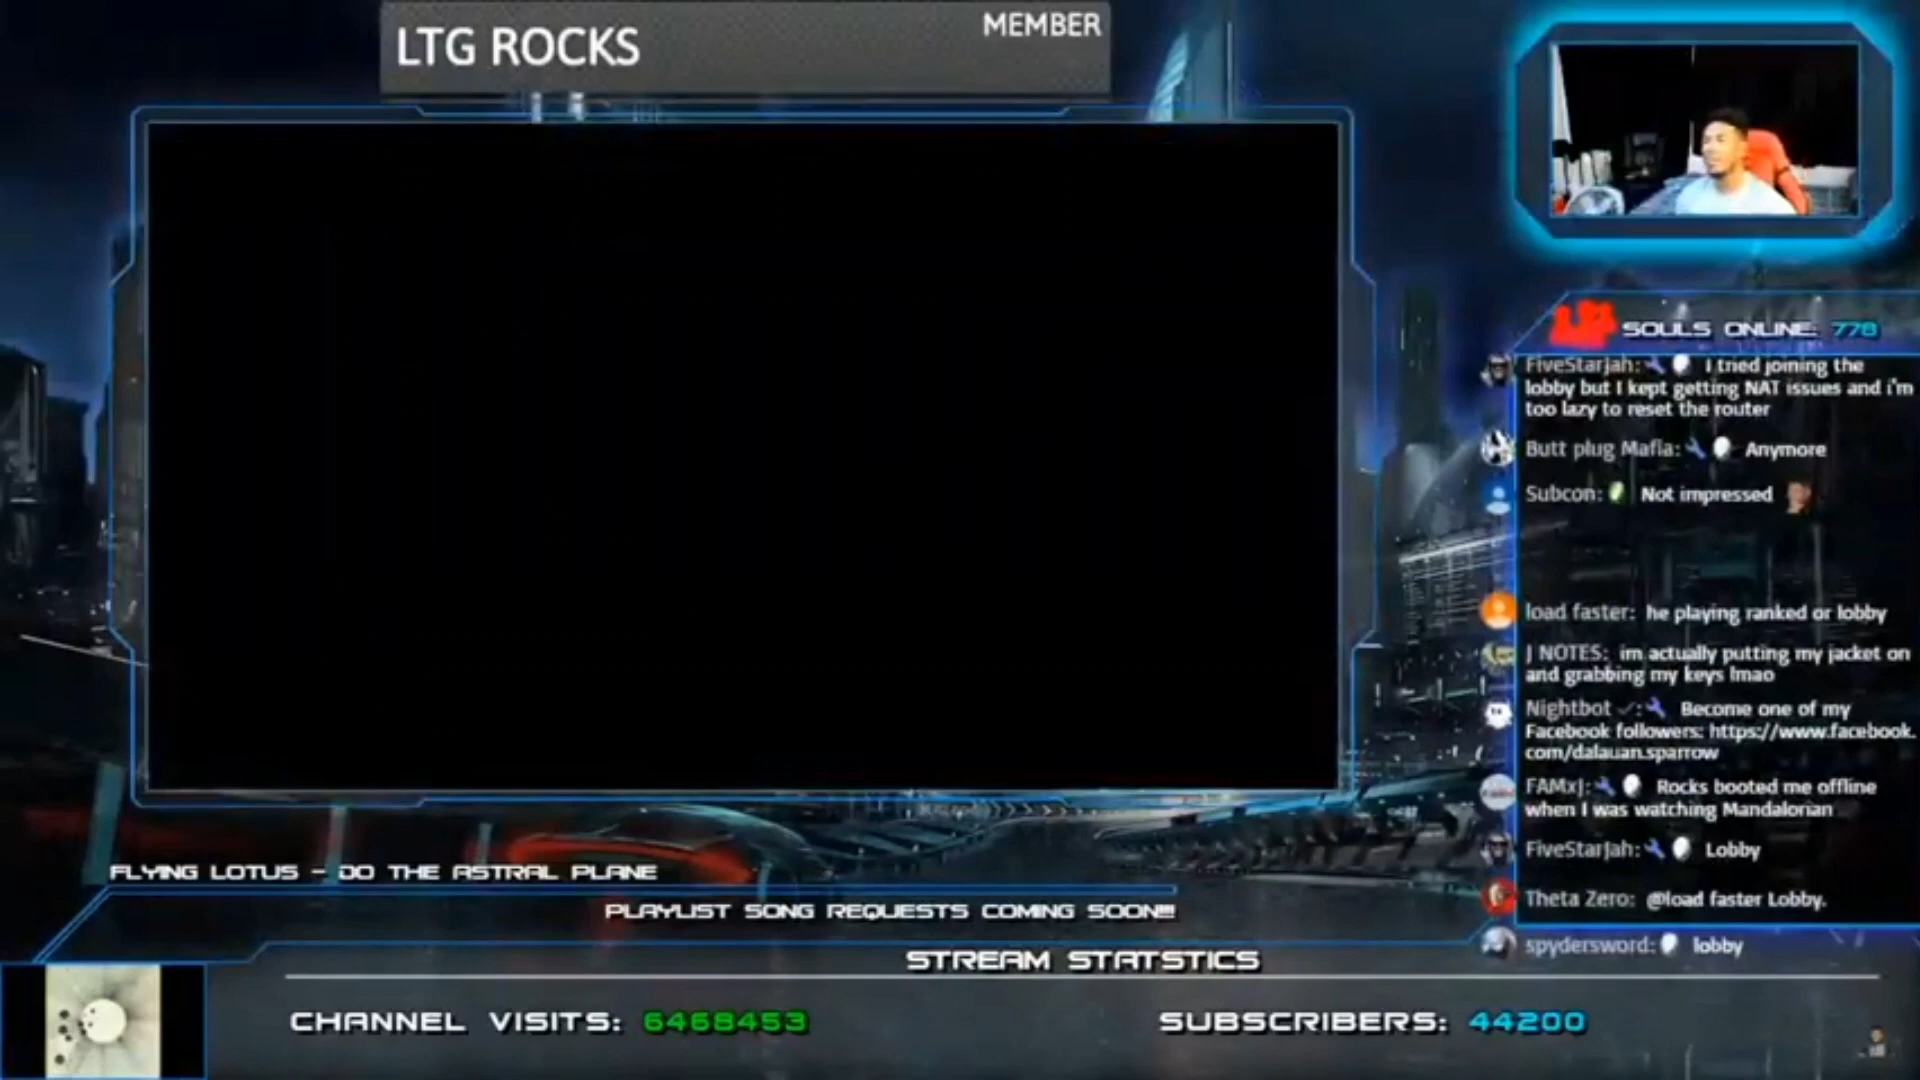 LTG ROCKS
MEMBER
SOULS ONLINE: 778
FiveStarJah: I tried joining the
lobby but I kept getting NAT issues and i'm
too lazy to reset the router
Butt plug Mafia: Anymore
Subcon: Not impressed
load faster: he playing ranked or lobby
J NOTES: im actually putting my jacket on
and grabbing my keys lmao
Nightbot ✓: Become one of my
Facebook followers: https://www.facebook.
com/dalauan.sparrow
FAMxJ: Rocks booted me offline
when I was watching Mandalorian
FiveStarJah: Lobby
Theta Zero: @load faster Lobby.
spydersword: lobby
FLYING LOTUS - DO THE ASTRAL PLANE
PLAYLIST SONG REQUESTS COMING SOON!!!
STREAM STATSTICS
CHANNEL VISITS: 6468453
SUBSCRIBERS: 44200